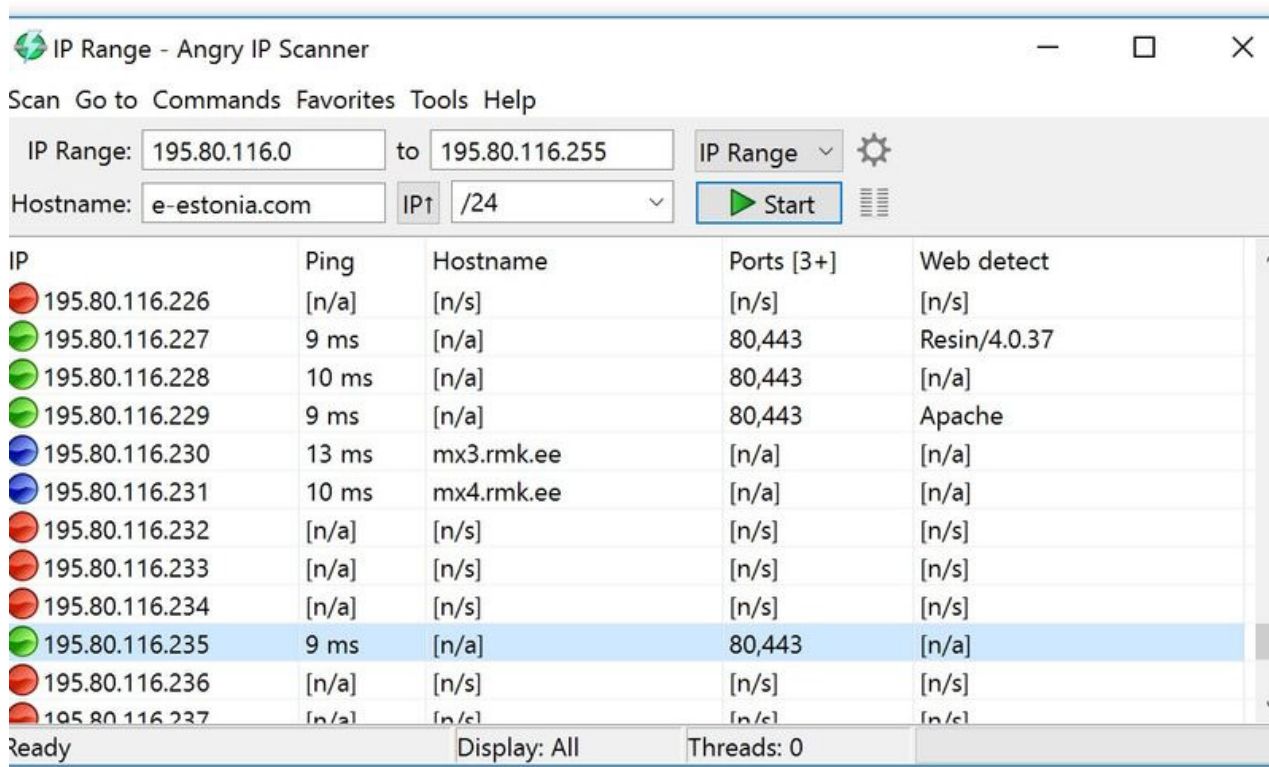 IP Range - Angry IP Scanner
Scan Go to Commands Favorites Tools Help
IP Range: 195.80.116.0 to 195.80.116.255 IP Range
Hostname: e-estonia.com IP↑ /24 Start
IP Ping Hostname Ports [3+] Web detect
195.80.116.226 [n/a] [n/s] [n/s] [n/s]
195.80.116.227 9 ms [n/a] 80,443 Resin/4.0.37
195.80.116.228 10 ms [n/a] 80,443 [n/a]
195.80.116.229 9 ms [n/a] 80,443 Apache
195.80.116.230 13 ms mx3.rmk.ee [n/a] [n/a]
195.80.116.231 10 ms mx4.rmk.ee [n/a] [n/a]
195.80.116.232 [n/a] [n/s] [n/s] [n/s]
195.80.116.233 [n/a] [n/s] [n/s] [n/s]
195.80.116.234 [n/a] [n/s] [n/s] [n/s]
195.80.116.235 9 ms [n/a] 80,443 [n/a]
195.80.116.236 [n/a] [n/s] [n/s] [n/s]
195.80.116.237 [n/a] [n/s] [n/s] [n/s]
Ready Display: All Threads: 0